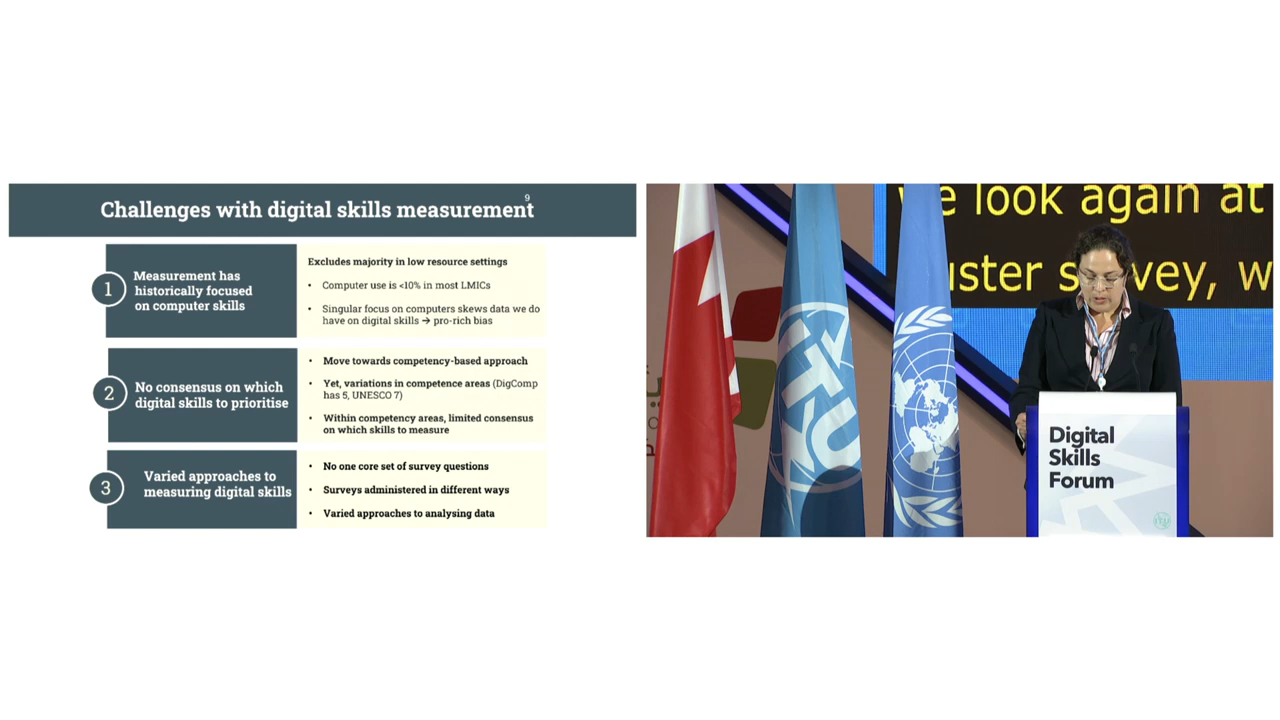 9
Challenges with digital skills measurement
1
Measurement has
historically focused
on computer skills
Excludes majority in low resource settings
• Computer use is <10% in most LMICs
• Singular focus on computers skews data we do
have on digital skills → pro-rich bias
2
No consensus on which
digital skills to prioritise
• Move towards competency-based approach
• Yet, variations in competence areas (DigComp
has 5, UNESCO 7)
• Within competency areas, limited consensus
on which skills to measure
3
Varied approaches to
measuring digital skills
• No one core set of survey questions
• Surveys administered in different ways
• Varied approaches to analysing data
we look again at
uster survey, w
ITU
Digital
Skills
Forum